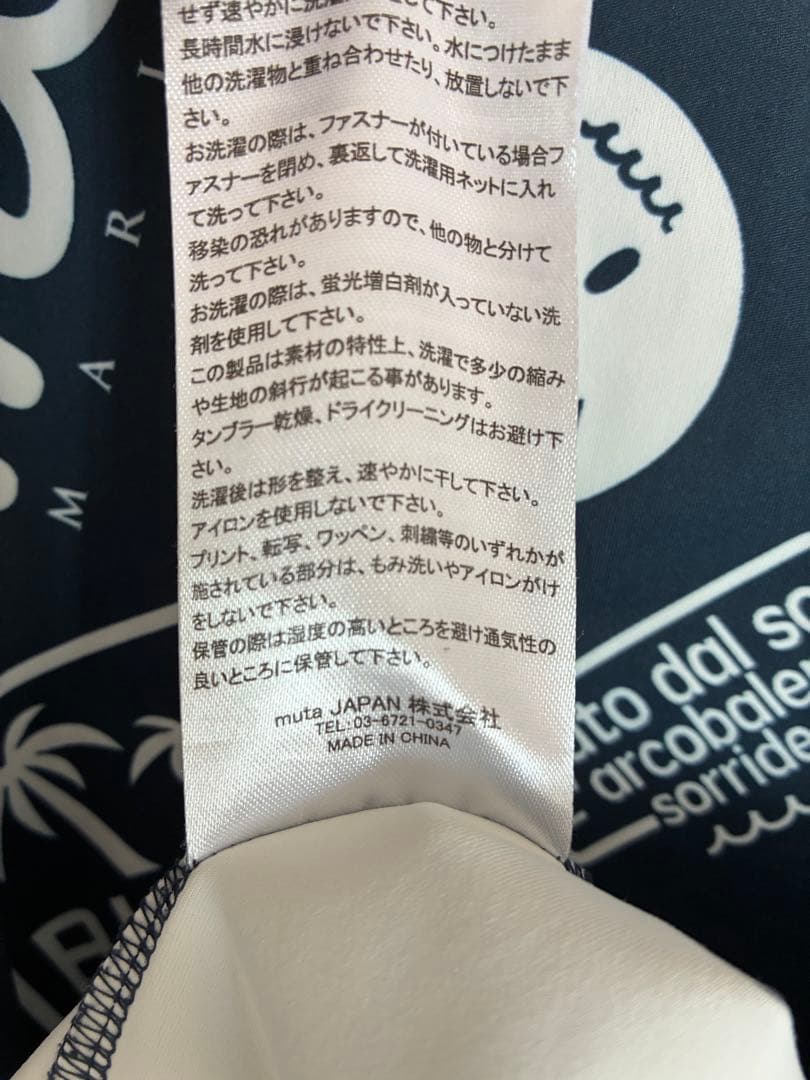 せず速やかに洗濯
して下さい。
長時間水に浸けないで下さい。水につけたまま
他の洗濯物と重ね合わせたり、放置しないで下
さい。
お洗濯の際は、ファスナーが付いている場合フ
ァスナーを閉め、裏返して洗濯用ネットに入れ
て洗って下さい。
移染の恐れがありますので、他の物と分けて
洗って下さい。
お洗濯の際は、蛍光増白剤が入っていない洗
剤を使用して下さい。
この製品は素材の特性上、洗濯で多少の縮み
や生地の斜行が起こる事があります。
タンブラー乾燥、ドライクリーニングはお避け下
さい。
洗濯後は形を整え、速やかに干して下さい。
アイロンを使用しないで下さい。
プリント、転写、ワッペン、刺繍等のいずれかが
施されている部分は、もみ洗いやアイロンがけ
をしないで下さい。
保管の際は湿度の高いところを避け通気性の
良いところに保管して下さい。
muta JAPAN 株式会社
TEL:03-6721-0347
MADE IN CHINA
MARI
ato dal so
arcobale
sorride